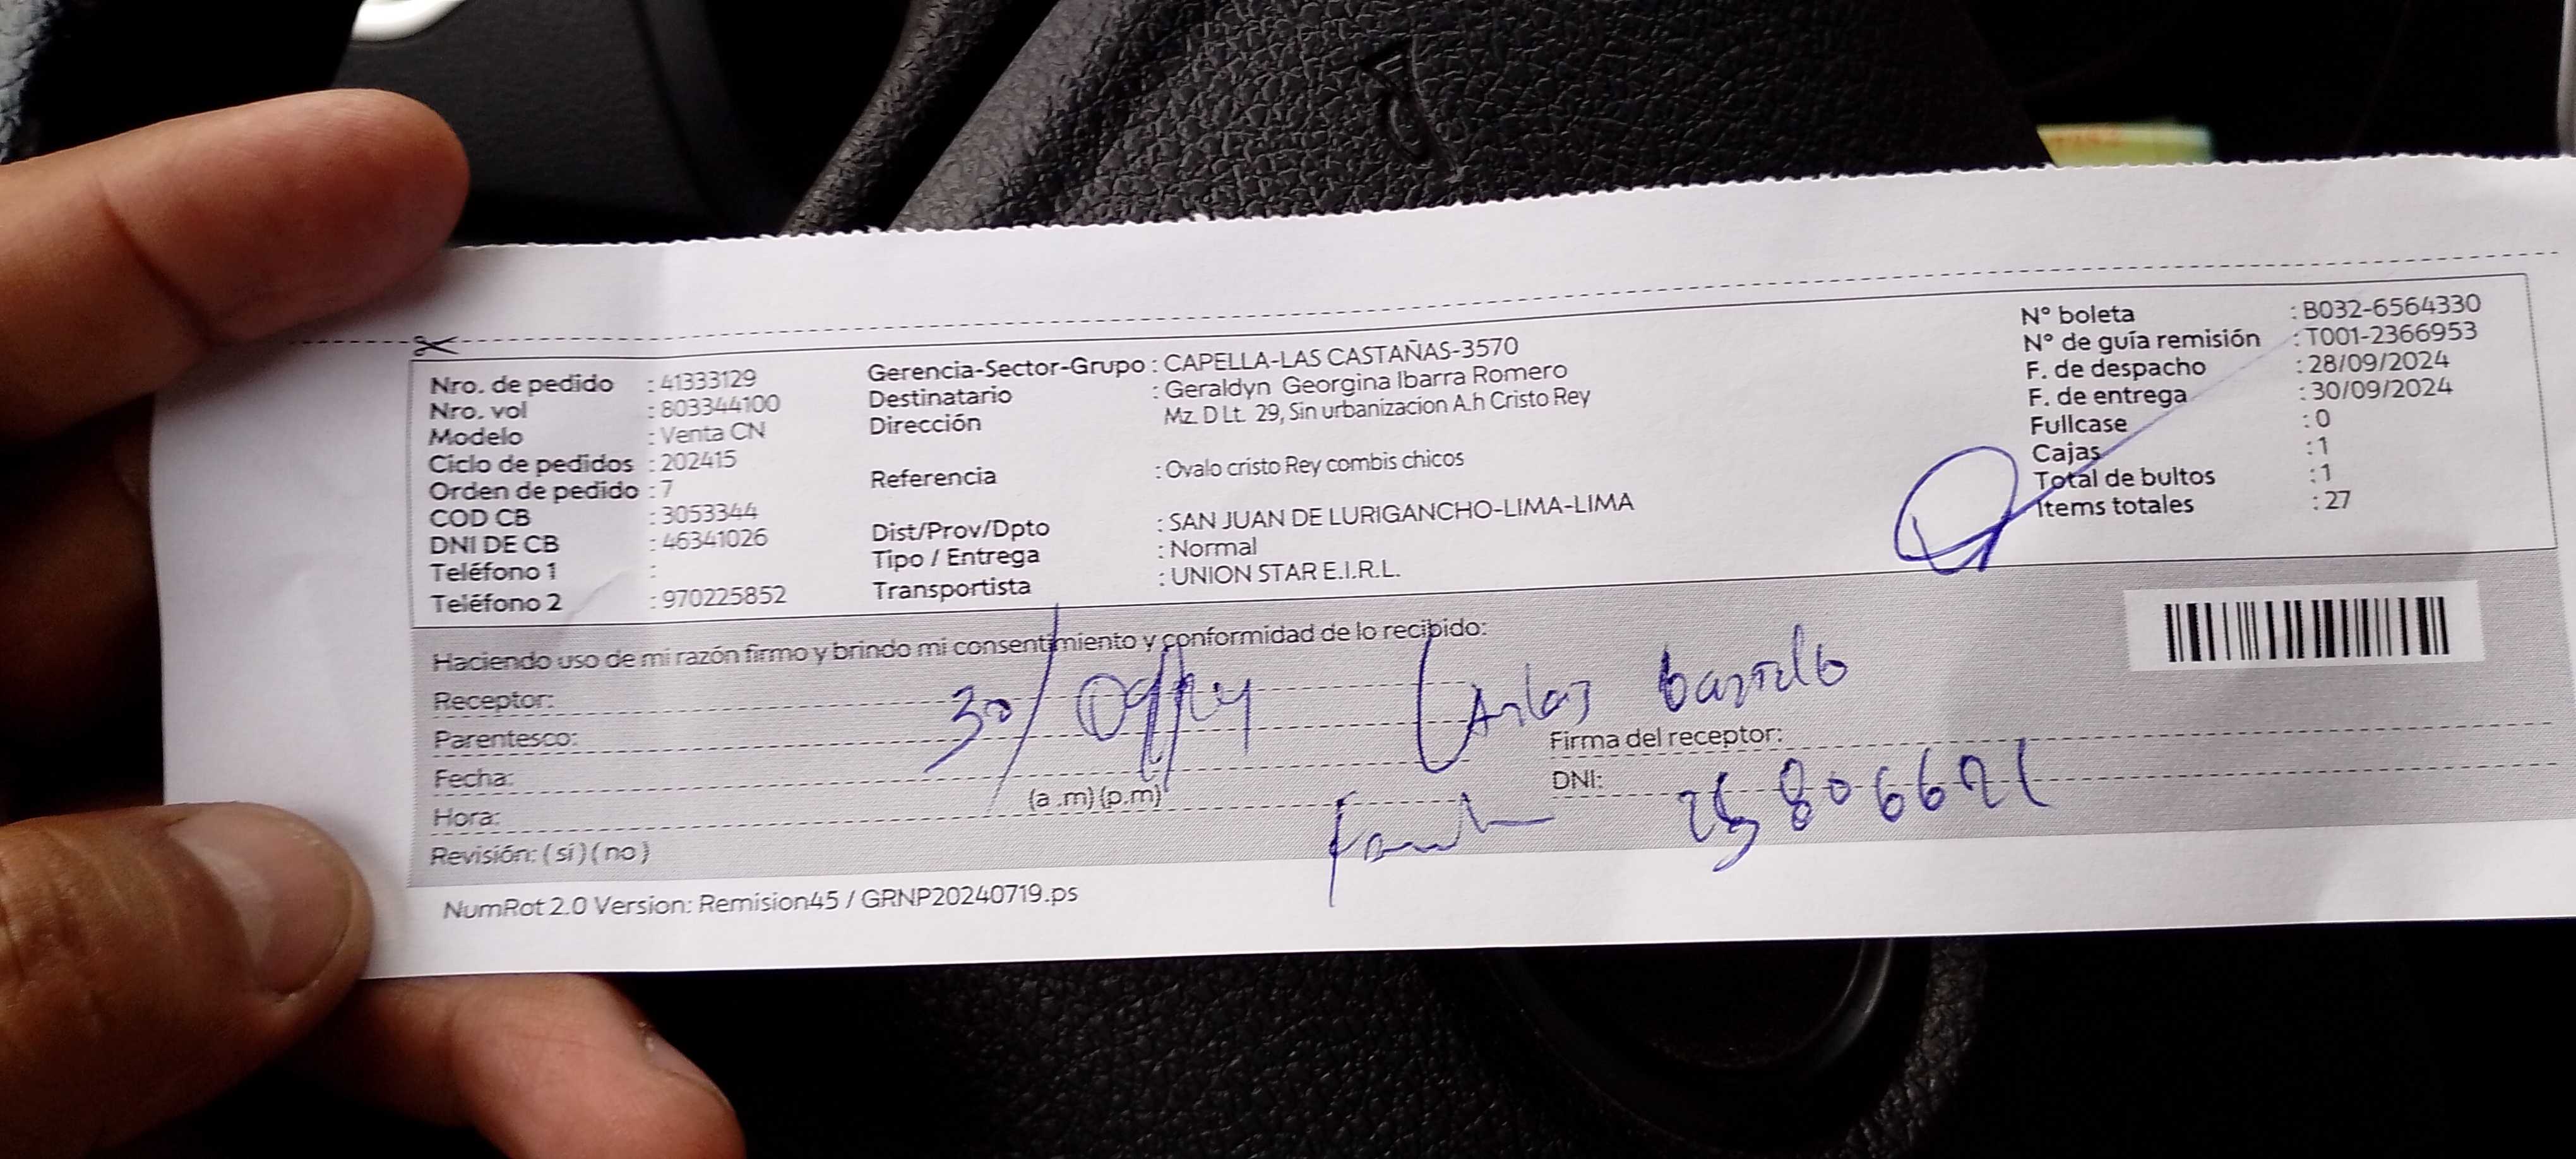 Nro. de pedido : 41333129
Nro. vol : 803344100
Modelo : Venta CN
Ciclo de pedidos : 202415
Orden de pedido : 7
COD CB : 3053344
DNI DE CB : 46341026
Teléfono 1 :
Teléfono 2 : 970225852
Gerencia-Sector-Grupo : CAPELLA-LAS CASTAÑAS-3570
Destinatario : Geraldyn Georgina Ibarra Romero
Dirección Mz. D Lt. 29, Sin urbanizacion A.h Cristo Rey
Referencia : Ovalo cristo Rey combis chicos
Dist/Prov/Dpto : SAN JUAN DE LURIGANCHO-LIMA-LIMA
Tipo / Entrega : Normal
Transportista : UNION STAR E.I.R.L.
N° boleta : B032-6564330
N° de guía remisión : T001-2366953
F. de despacho : 28/09/2024
F. de entrega : 30/09/2024
Fullcase : 0
Cajas : 1
Total de bultos : 1
Items totales : 27
Haciendo uso de mi razón firmo y brindo mi consentimiento y conformidad de lo recibido:
Receptor: 30/09/24 Carlos
Parentesco:
Firma del receptor:
Fecha:
DNI:
Hora: (a.m) (p.m)
Revisión: (si) (no)
NumRot 2.0 Version: Remision45 / GRNP20240719.ps